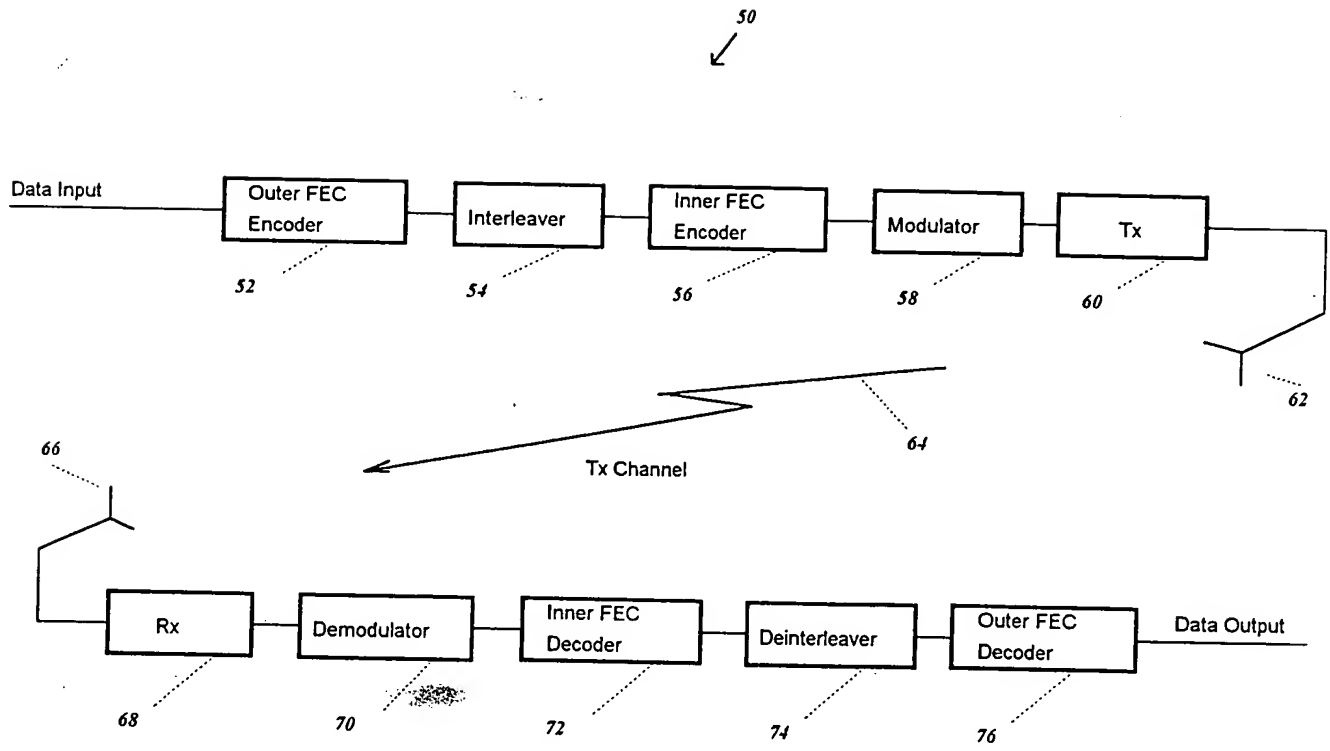 50
Data Input
Outer FEC
Encoder
Interleaver
Inner FEC
Encoder
Modulator
Tx
52
54
56
58
60
62
64
Tx Channel
66
Rx
Demodulator
Inner FEC
Decoder
Deinterleaver
Outer FEC
Decoder
Data Output
68
70
72
74
76